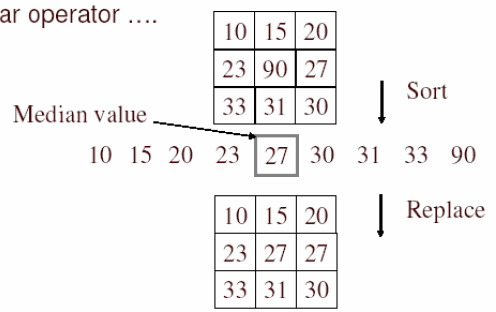 ar operator ....
10 15 20
23 90 27
33 31 30
Sort
Median value
10 15 20 23 27 30 31 33 90
Replace
10 15 20
23 27 27
33 31 30